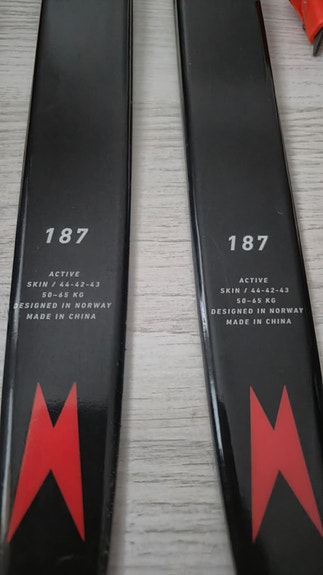 187
ACTIVE
SKIN / 44-42-43
50-65 KG
DESIGNED IN NORWAY
MADE IN CHINA
187
ACTIVE
SKIN / 44-42-43
50-65 KG
DESIGNED IN NORWAY
MADE IN CHINA